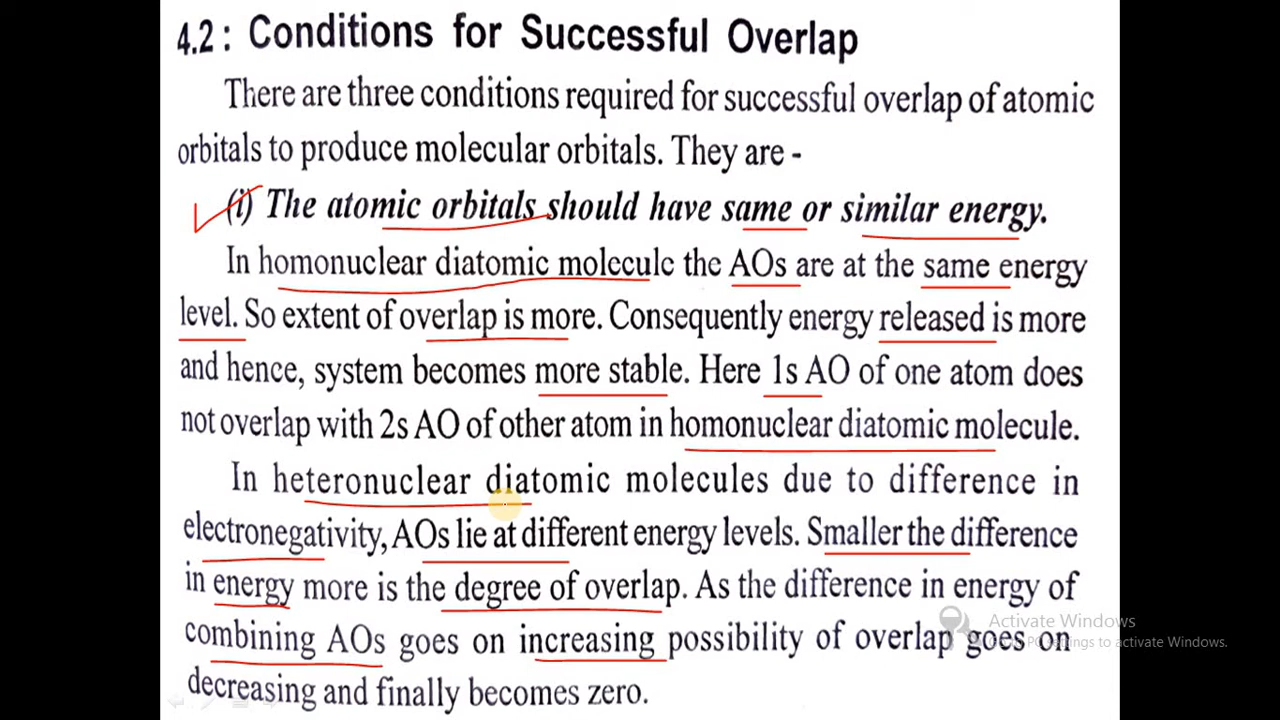 4.2 : Conditions for Successful Overlap
There are three conditions required for successful overlap of atomic
orbitals to produce molecular orbitals. They are -
(i) The atomic orbitals should have same or similar energy.
In homonuclear diatomic molecule the AOs are at the same energy
level. So extent of overlap is more. Consequently energy released is more
and hence, system becomes more stable. Here 1s AO of one atom does
not overlap with 2s AO of other atom in homonuclear diatomic molecule.
In heteronuclear diatomic molecules due to difference in
electronegativity, AOs lie at different energy levels. Smaller the difference
in energy more is the degree of overlap. As the difference in energy of
combining AOs goes on increasing possibility of overlap goes on
decreasing and finally becomes zero.
Activate Windows
settings to activate Windows.